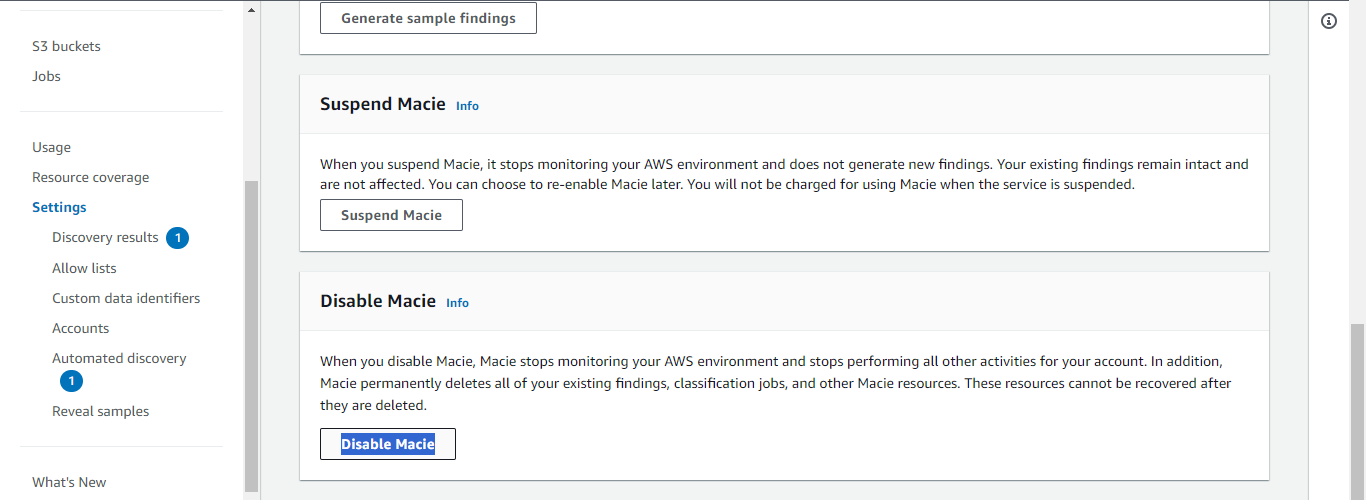 S3 buckets
Jobs
Usage
Resource coverage
Settings
Discovery results 1
Allow lists
Custom data identifiers
Accounts
Automated discovery
1
Reveal samples
What's New
Generate sample findings
Suspend Macie Info
When you suspend Macie, it stops monitoring your AWS environment and does not generate new findings. Your existing findings remain intact and
are not affected. You can choose to re-enable Macie later. You will not be charged for using Macie when the service is suspended.
Suspend Macie
Disable Macie Info
When you disable Macie, Macie stops monitoring your AWS environment and stops performing all other activities for your account. In addition,
Macie permanently deletes all of your existing findings, classification jobs, and other Macie resources. These resources cannot be recovered after
they are deleted.
Disable Macie